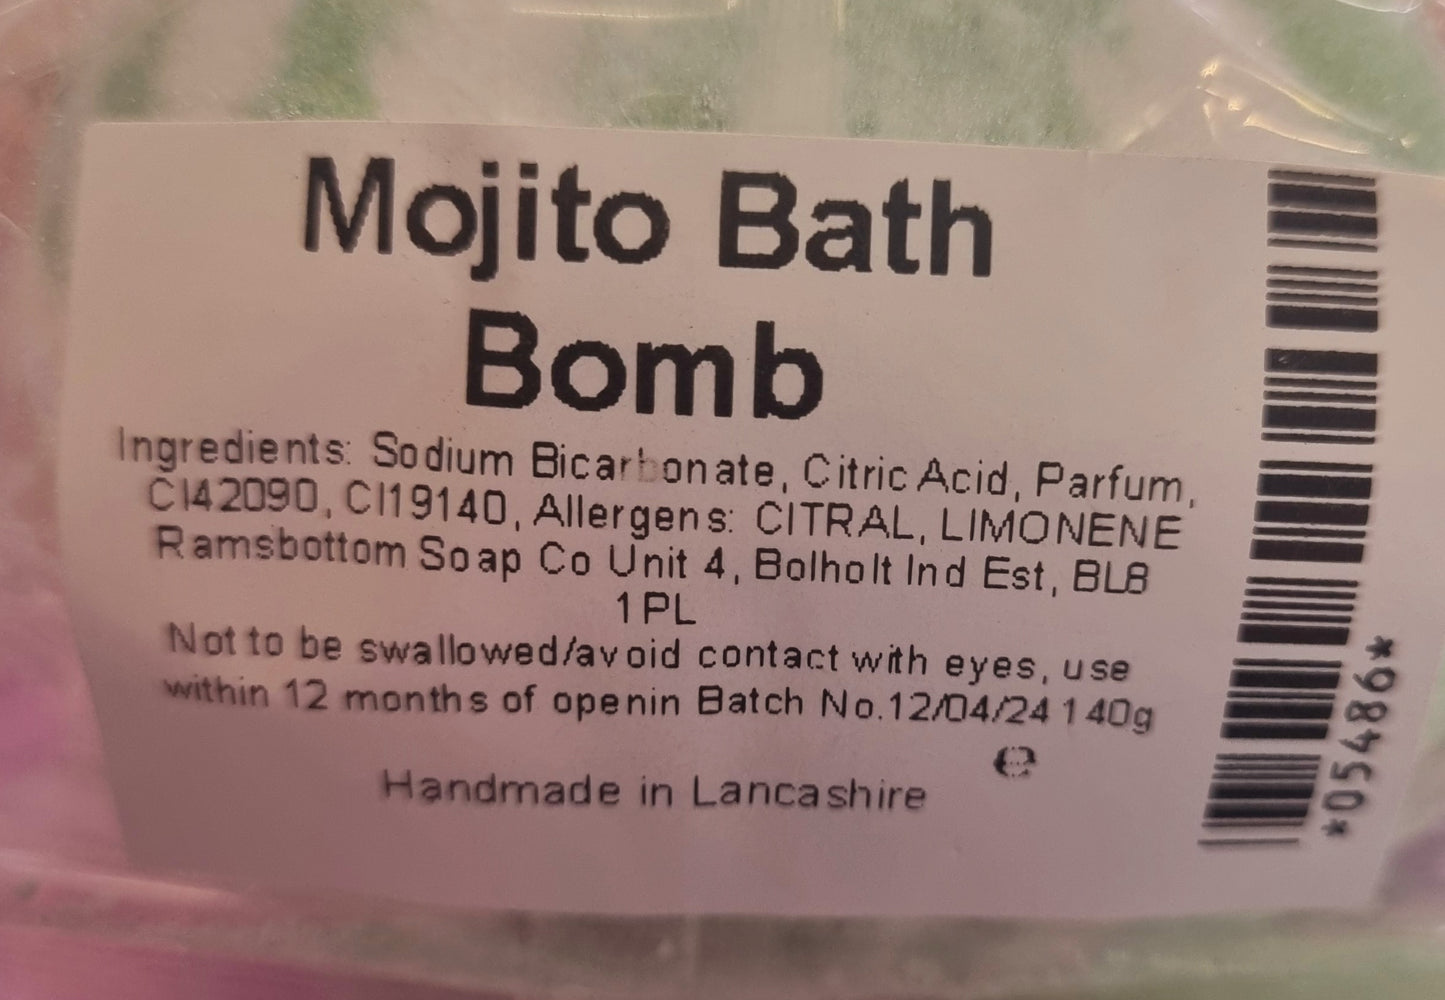 Mojito Bath
Bomb
Ingredients: Sodium Bicarbonate, Citric Acid, Parfum,
CI42090, CI19140, Allergens: CITRAL, LIMONENE
Ramsbottom Soap Co Unit 4, Bolholt Ind Est, BL8
1PL
Not to be swallowed/avoid contact with eyes, use
within 12 months of openin Batch No.12/04/24 140g
e
Handmade in Lancashire
*054986*